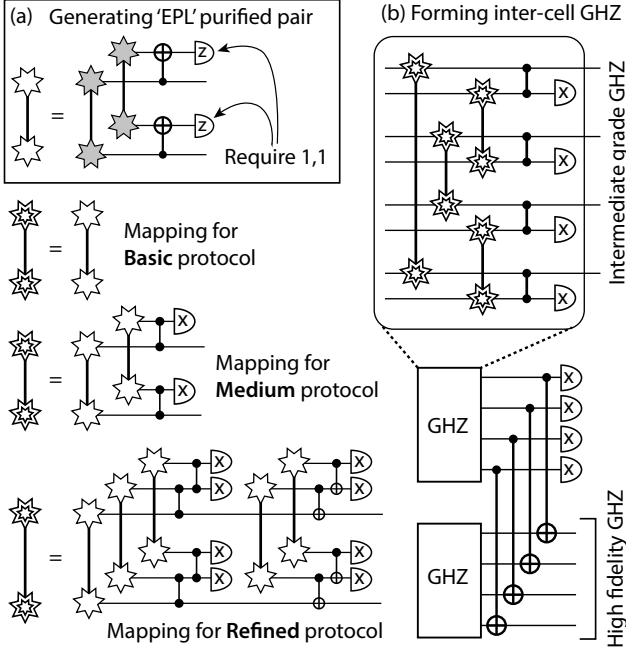 (a) Generating 'EPL' purified pair
Z
=
Z
Require 1,1
=
Mapping for
Basic protocol
X
=
X
Mapping for
Medium protocol
X
X
X
X
=
X
X
X
X
Mapping for Refined protocol
(b) Forming inter-cell GHZ
X
X
X
X
Intermediate grade GHZ
X
X
X
X
GHZ
GHZ
High fidelity GHZ